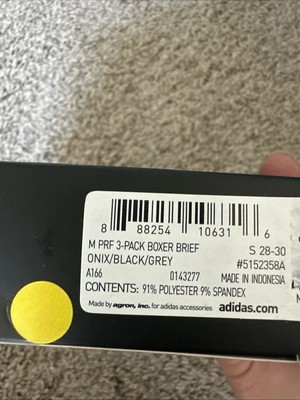 8 88254 10631 6
M PRF 3-PACK BOXER BRIEF S 28-30
ONIX/BLACK/GREY #5152358A
A166 0143277 MADE IN INDONESIA
CONTENTS: 91% POLYESTER 9% SPANDEX
Made by agron, inc. for adidas accessories adidas.com